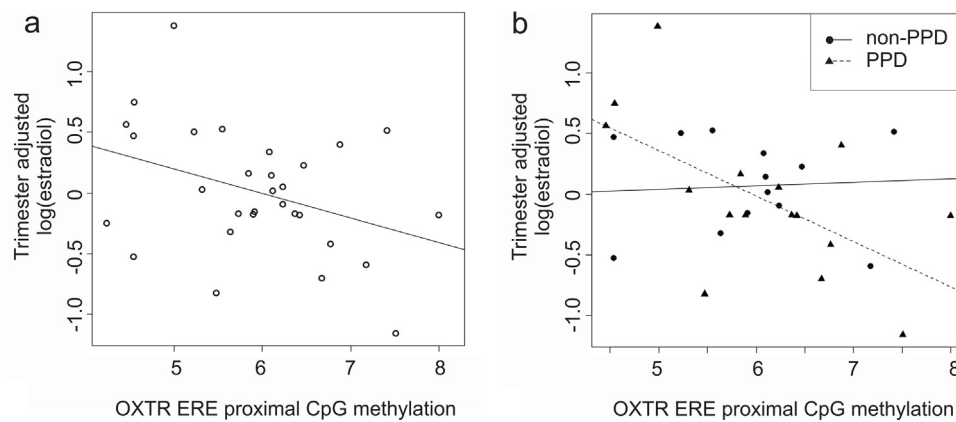 a
Trimester adjusted
log(estradiol)
1.0
0.5
0
-0.5
-1.0
5 6 7 8
OXTR ERE proximal CpG methylation
b
non-PPD
PPD
Trimester adjusted
log(estradiol)
1.0
0.5
0
-0.5
-1.0
5 6 7 8
OXTR ERE proximal CpG methylation